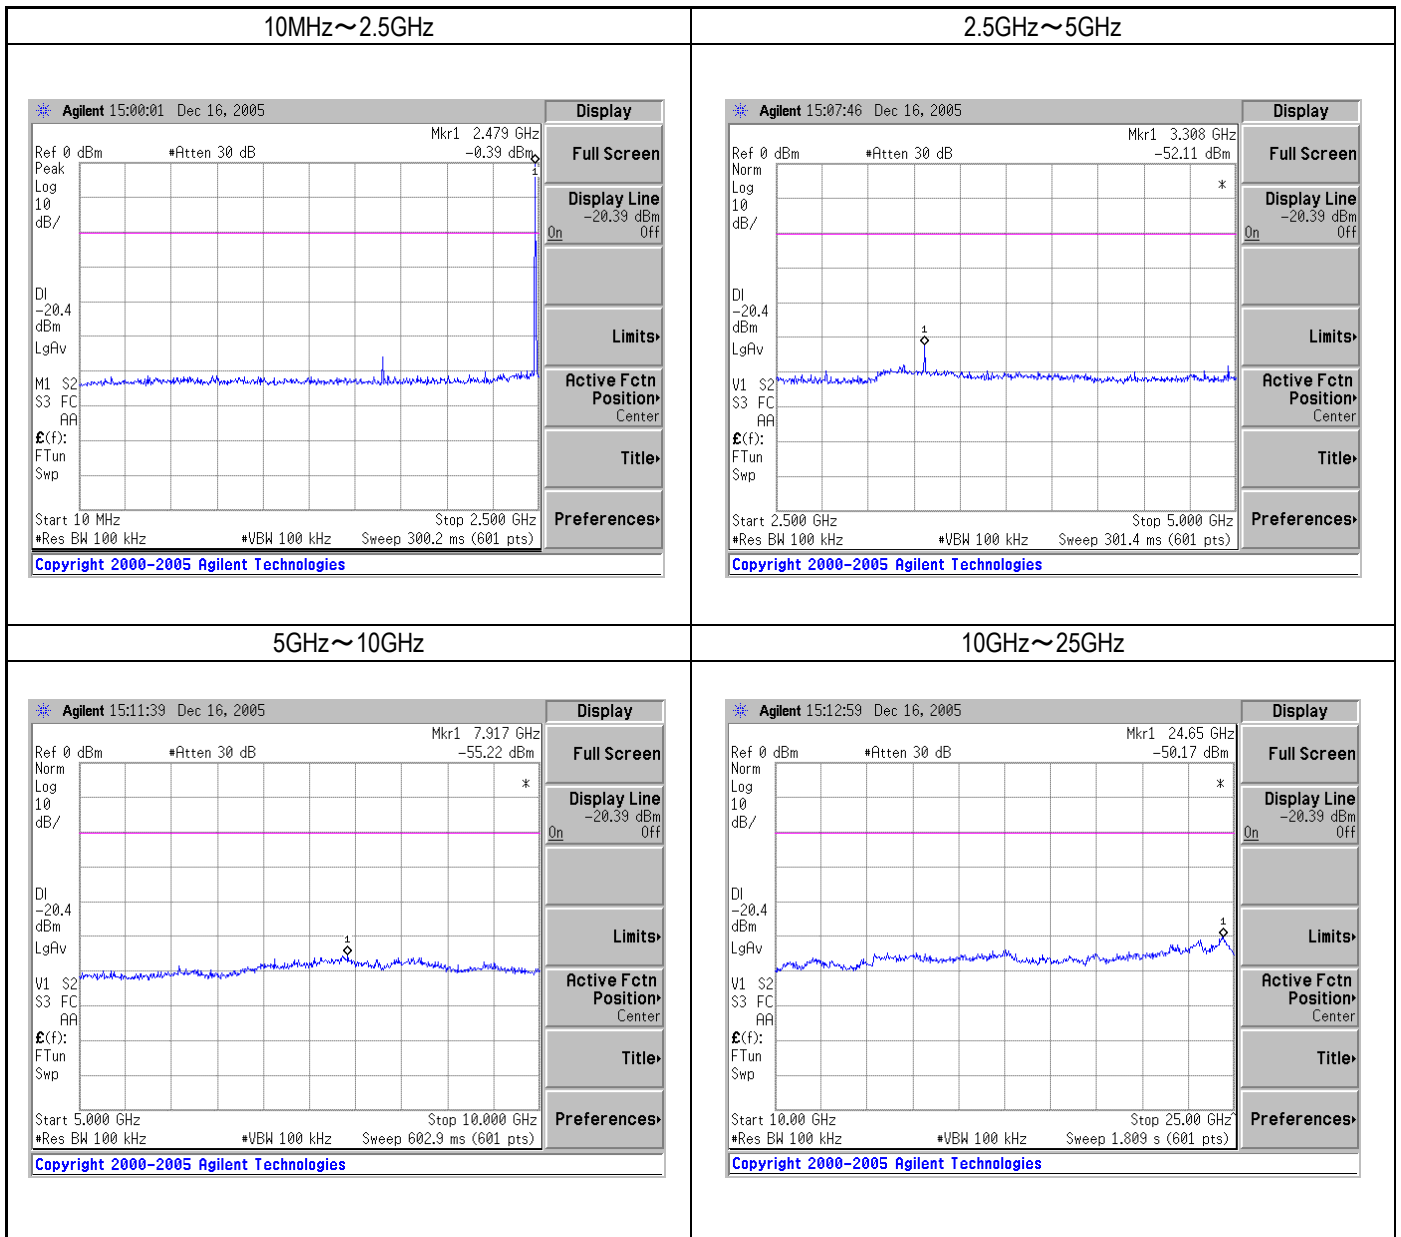 10MHz～2.5GHz
2.5GHz～5GHz
Agilent 15:00:01 Dec 16, 2005
Display
Mkr1 2.479 GHz
Ref 0 dBm #Atten 30 dB -0.39 dBm
Peak
Log
10
dB/
1
DI
-20.4
dBm
LgAv
M1 S2
S3 FC
AA
£(f):
FTun
Swp
Start 10 MHz Stop 2.500 GHz
#Res BW 100 kHz #VBW 100 kHz Sweep 300.2 ms (601 pts)
Full Screen
Display Line
-20.39 dBm
On Off
Limits
Active Fctn
Position
Center
Title
Preferences
Copyright 2000-2005 Agilent Technologies
Agilent 15:07:46 Dec 16, 2005
Display
Mkr1 3.308 GHz
Ref 0 dBm #Atten 30 dB -52.11 dBm
Norm
Log
10
dB/
*
1
DI
-20.4
dBm
LgAv
V1 S2
S3 FC
AA
£(f):
FTun
Swp
Start 2.500 GHz Stop 5.000 GHz
#Res BW 100 kHz #VBW 100 kHz Sweep 301.4 ms (601 pts)
Full Screen
Display Line
-20.39 dBm
On Off
Limits
Active Fctn
Position
Center
Title
Preferences
Copyright 2000-2005 Agilent Technologies
5GHz～10GHz
10GHz～25GHz
Agilent 15:11:39 Dec 16, 2005
Display
Mkr1 7.917 GHz
Ref 0 dBm #Atten 30 dB -55.22 dBm
Norm
Log
10
dB/
*
1
DI
-20.4
dBm
LgAv
V1 S2
S3 FC
AA
£(f):
FTun
Swp
Start 5.000 GHz Stop 10.000 GHz
#Res BW 100 kHz #VBW 100 kHz Sweep 602.9 ms (601 pts)
Full Screen
Display Line
-20.39 dBm
On Off
Limits
Active Fctn
Position
Center
Title
Preferences
Copyright 2000-2005 Agilent Technologies
Agilent 15:12:59 Dec 16, 2005
Display
Mkr1 24.65 GHz
Ref 0 dBm #Atten 30 dB -50.17 dBm
Norm
Log
10
dB/
*
1
DI
-20.4
dBm
LgAv
V1 S2
S3 FC
AA
£(f):
FTun
Swp
Start 10.00 GHz Stop 25.00 GHz^
#Res BW 100 kHz #VBW 100 kHz Sweep 1.809 s (601 pts)
Full Screen
Display Line
-20.39 dBm
On Off
Limits
Active Fctn
Position
Center
Title
Preferences
Copyright 2000-2005 Agilent Technologies